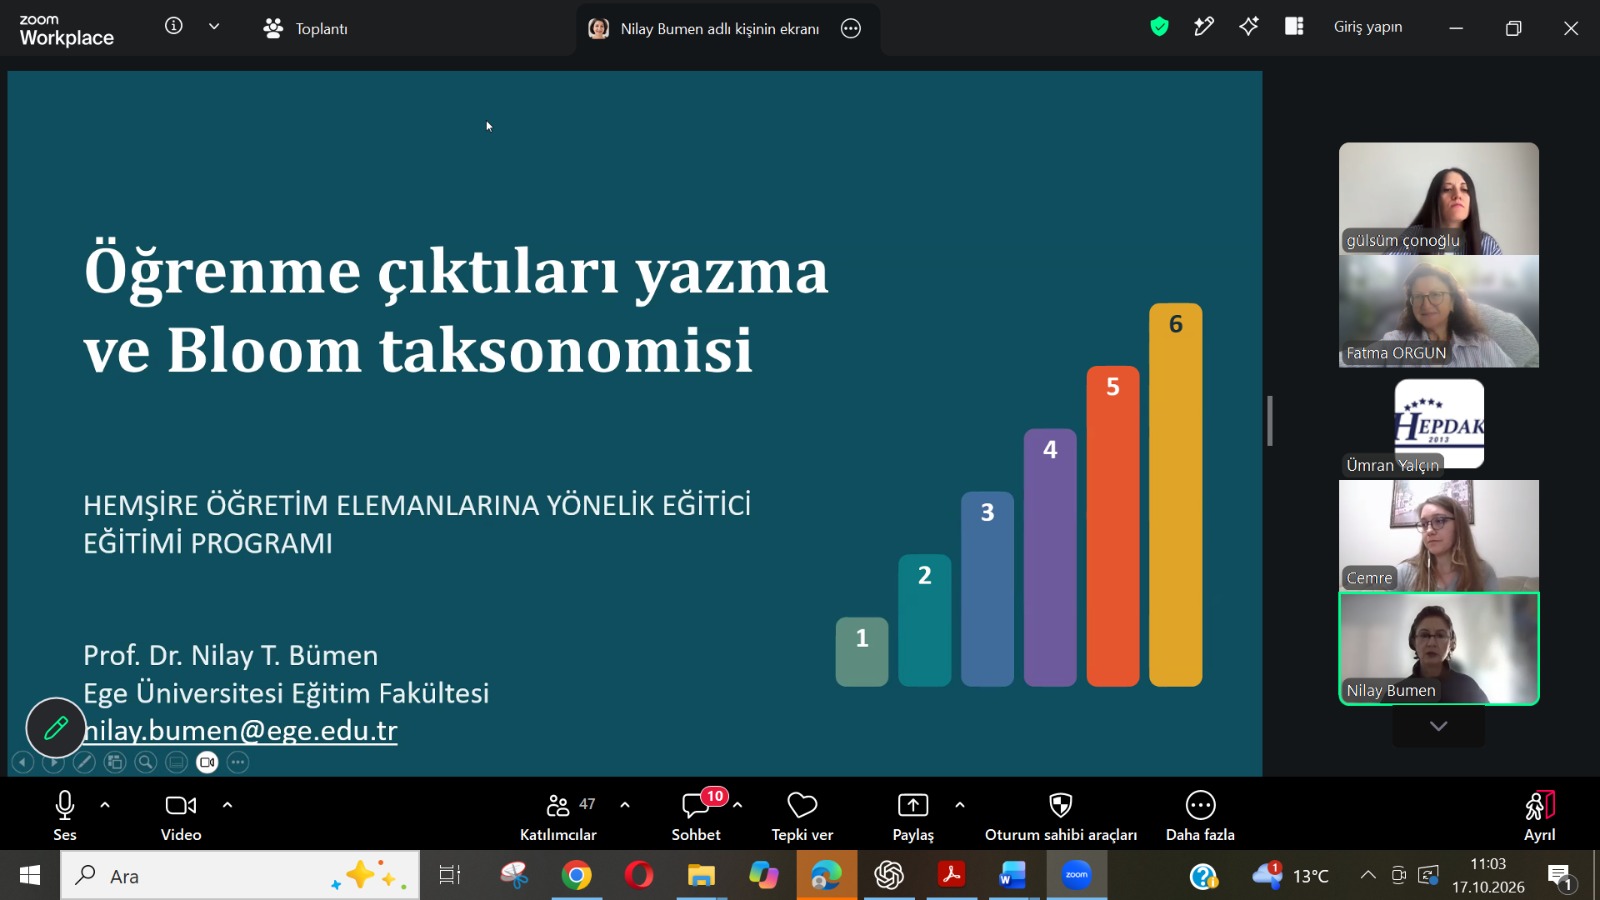 zoom
Workplace
Toplantı
Nilay Bumen adlı kişinin ekranı
Giriş yapın
Öğrenme çıktıları yazma
ve Bloom taksonomisi
HEMŞİRE ÖĞRETİM ELEMANLARINA YÖNELİK EĞİTİCİ
EĞİTİMİ PROGRAMI
Prof. Dr. Nilay T. Bümen
Ege Üniversitesi Eğitim Fakültesi
nilay.bumen@ege.edu.tr
1
2
3
4
5
6
gülsüm çonoğlu
Fatma ORGUN
HEPDAK
2013
Ümran Yalçın
Cemre
Nilay Bumen
Ses
Video
Katılımcılar
47
Sohbet
10
Tepki ver
Paylaş
Oturum sahibi araçları
Daha fazla
Ayrıl
Ara
W
zoom
1
13°C
11:03
17.10.2026
1